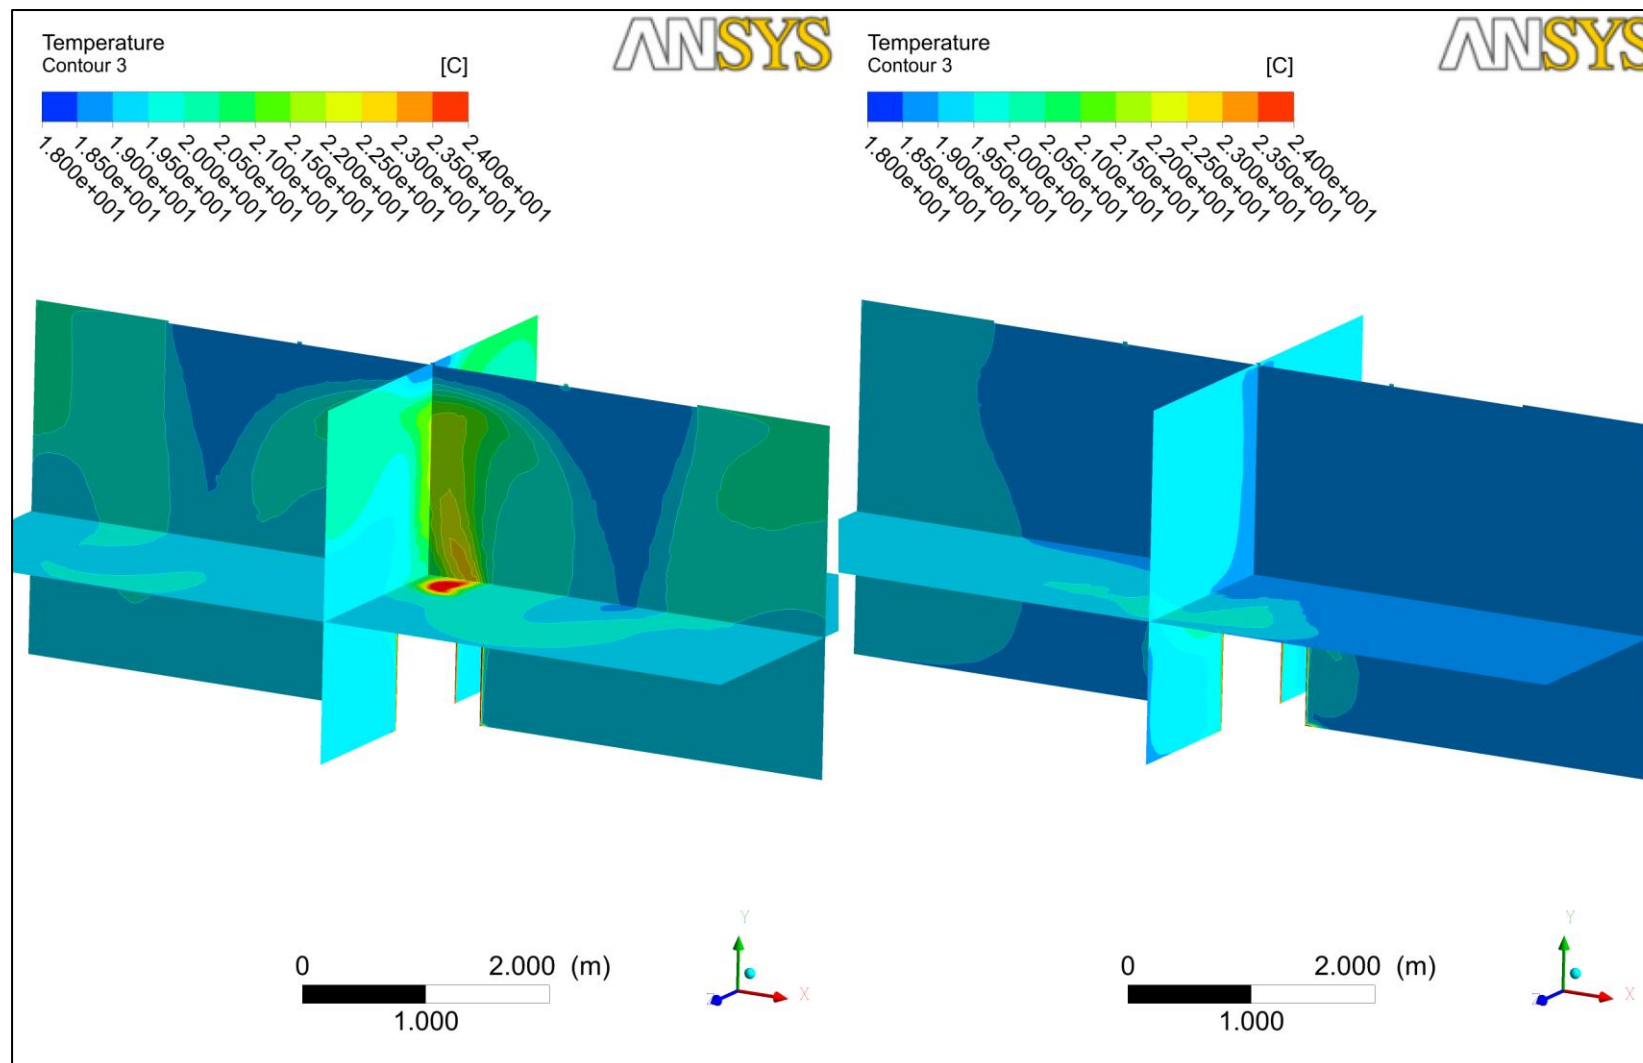 Temperature
Contour 3
[C]
ANSYS
1.800e+001
1.850e+001
1.900e+001
1.950e+001
2.000e+001
2.050e+001
2.100e+001
2.150e+001
2.200e+001
2.250e+001
2.300e+001
2.350e+001
2.400e+001
0
2.000 (m)
1.000
Y
X
Z
Temperature
Contour 3
[C]
ANSYS
1.800e+001
1.850e+001
1.900e+001
1.950e+001
2.000e+001
2.050e+001
2.100e+001
2.150e+001
2.200e+001
2.250e+001
2.300e+001
2.350e+001
2.400e+001
0
2.000 (m)
1.000
Y
X
Z